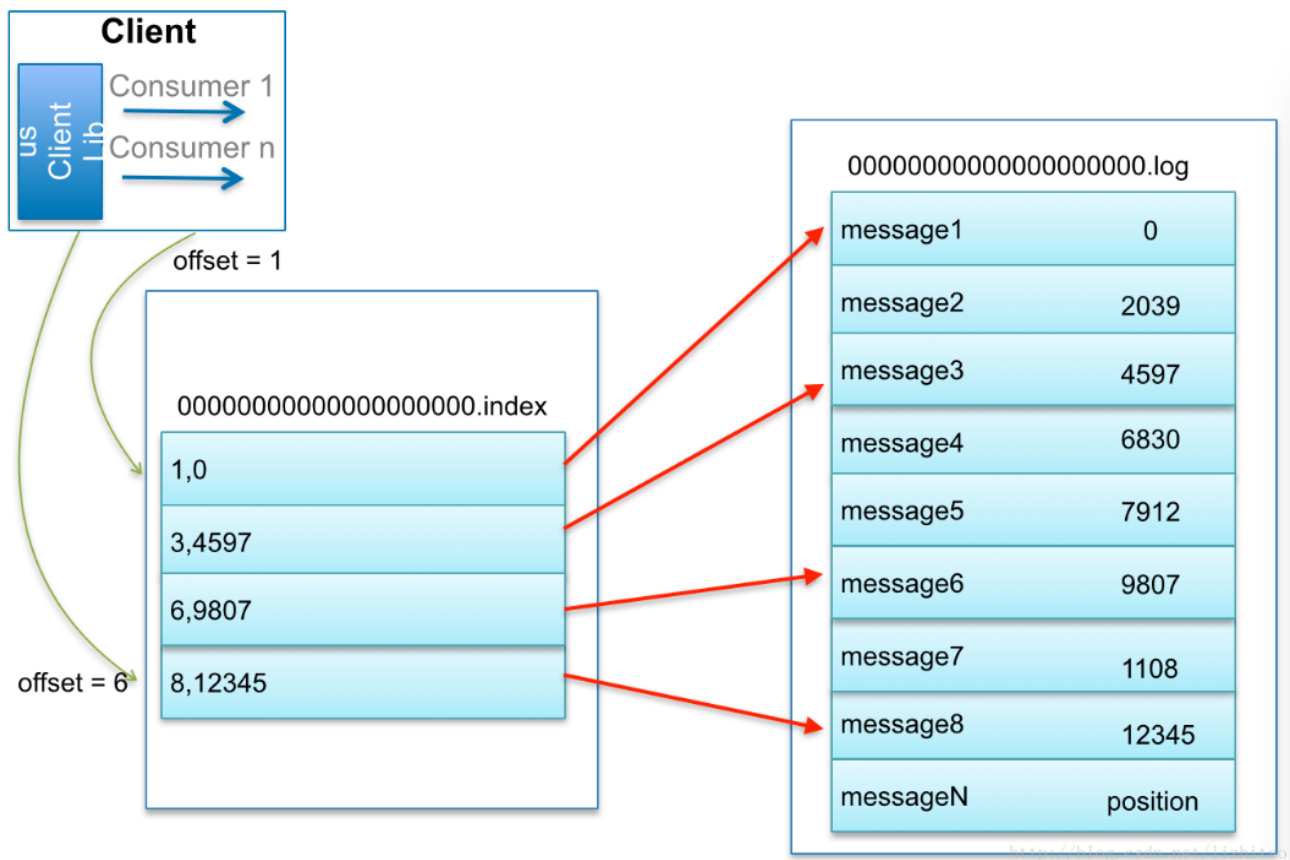 Client
us
Client
Lib
Consumer 1
Consumer n
offset = 1
00000000000000000000.index
1,0
3,4597
6,9807
8,12345
offset = 6
00000000000000000000.log
message1 0
message2 2039
message3 4597
message4 6830
message5 7912
message6 9807
message7 1108
message8 12345
messageN position